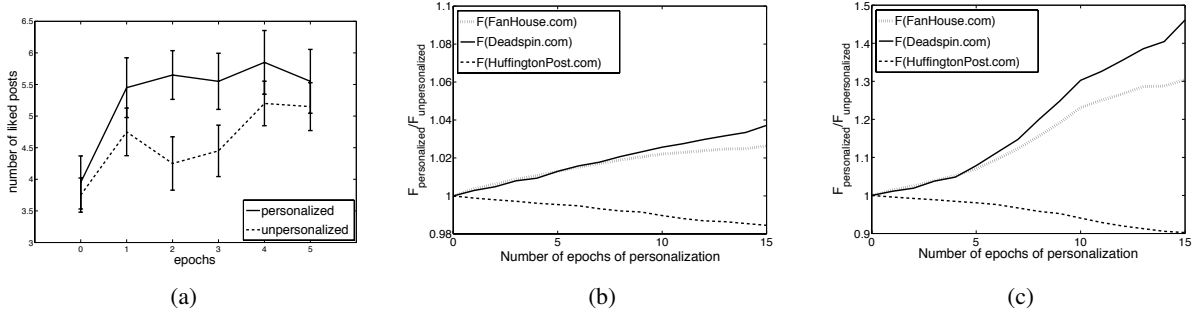 6.5
6
5.5
5
4.5
4
3.5
3
number of liked posts
0 1 2 3 4 5
epochs
personalized
unpersonalized
(a)
1.1
1.08
1.06
1.04
1.02
1
0.98
F_personalized/F_unpersonalized
F(FanHouse.com)
F(Deadspin.com)
F(HuffingtonPost.com)
0 5 10 15
Number of epochs of personalization
(b)
1.5
1.4
1.3
1.2
1.1
1
0.9
F_personalized/F_unpersonalized
F(FanHouse.com)
F(Deadspin.com)
F(HuffingtonPost.com)
0 5 10 15
Number of epochs of personalization
(c)